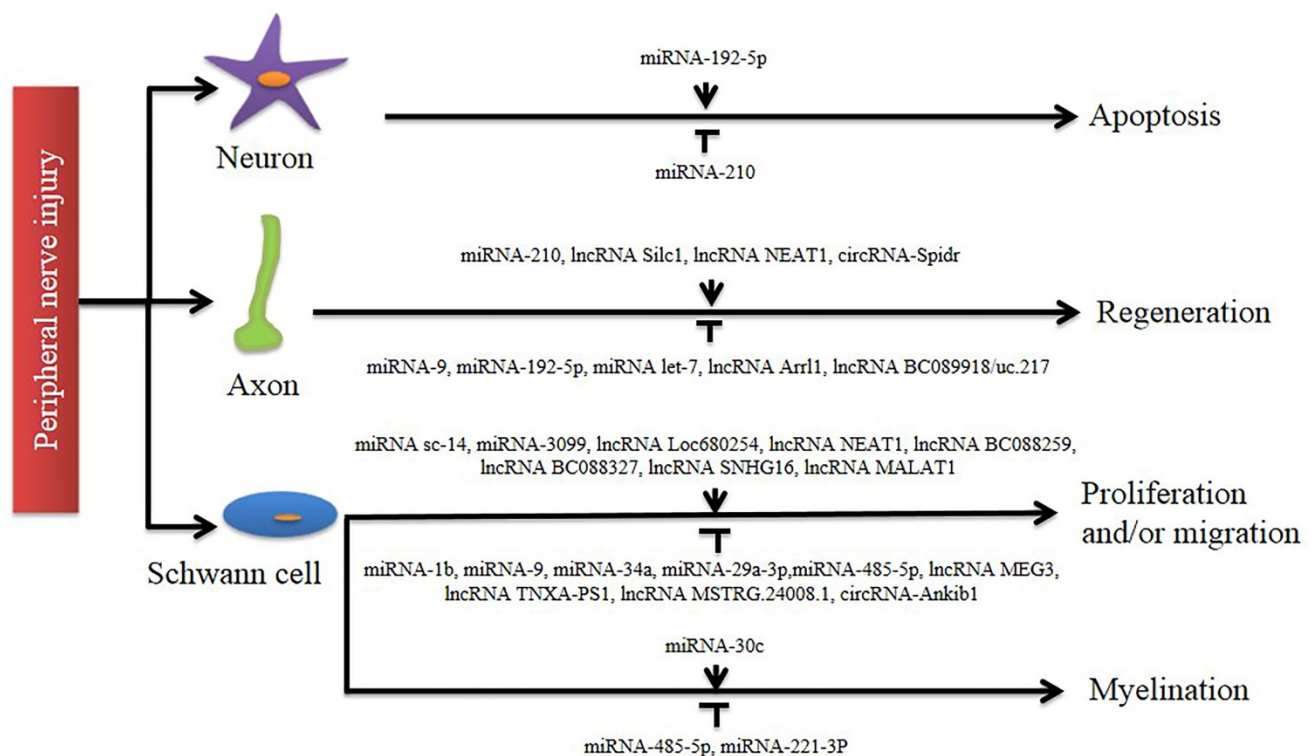 Peripheral nerve injury
Neuron
miRNA-192-5p
miRNA-210
Apoptosis
Axon
miRNA-210, lncRNA Silc1, lncRNA NEAT1, circRNA-Spidr
miRNA-9, miRNA-192-5p, miRNA let-7, lncRNA Arrl1, lncRNA BC089918/uc.217
Regeneration
Schwann cell
miRNA sc-14, miRNA-3099, lncRNA Loc680254, lncRNA NEAT1, lncRNA BC088259,
lncRNA BC088327, lncRNA SNHG16, lncRNA MALAT1
miRNA-1b, miRNA-9, miRNA-34a, miRNA-29a-3p,miRNA-485-5p, lncRNA MEG3,
lncRNA TNXA-PS1, lncRNA MSTRG.24008.1, circRNA-Ankib1
Proliferation
and/or migration
miRNA-30c
miRNA-485-5p, miRNA-221-3P
Myelination